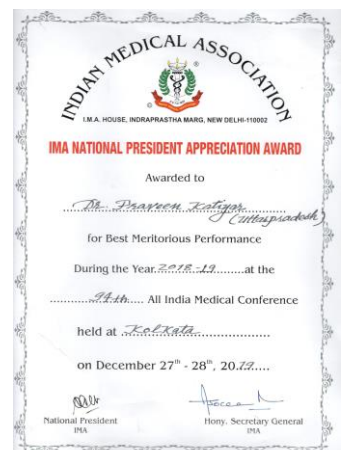 INDIAN MEDICAL ASSOCIATION
I.M.A. HOUSE, INDRAPRASTHA MARG, NEW DELHI-110002
IMA NATIONAL PRESIDENT APPRECIATION AWARD
Awarded to
Dr. Praveen Katiyar
(Uttarpradesh)
for Best Meritorious Performance
During the Year 2018-19 at the
94th All India Medical Conference
held at Kolkata
on December 27th - 28th, 2019
National President
IMA
Hony. Secretary General
IMA